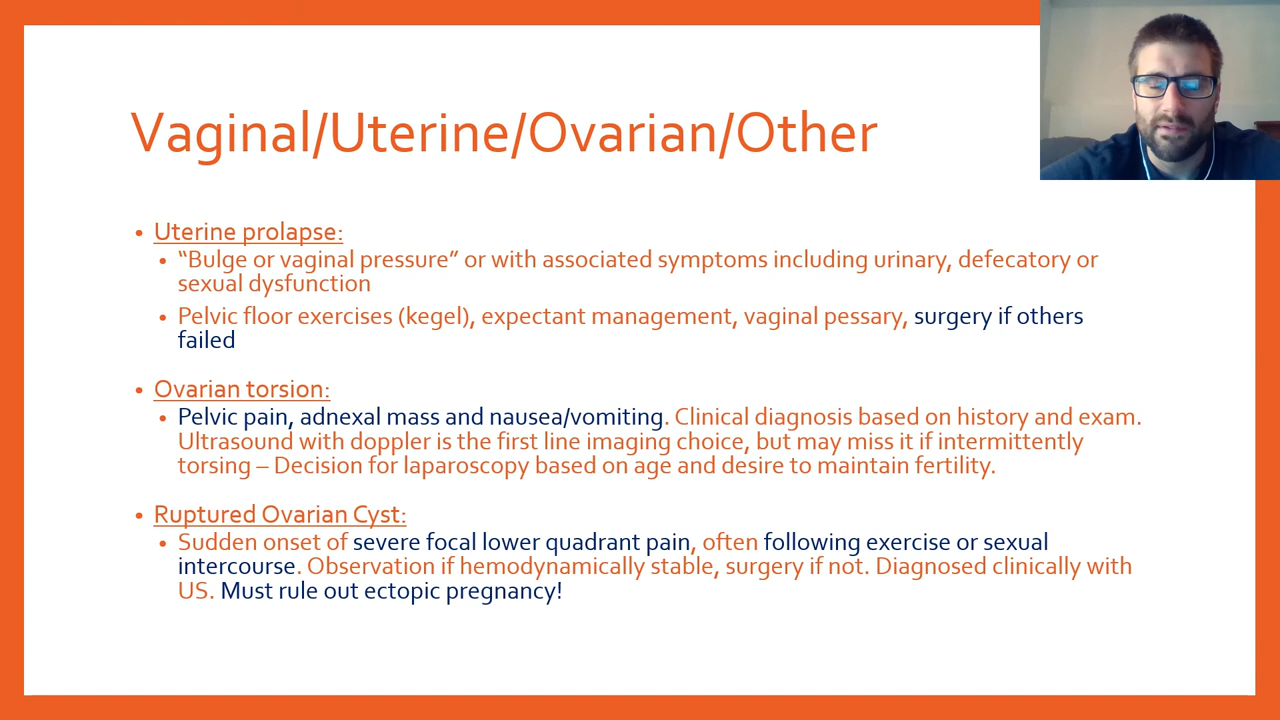 Vaginal/Uterine/Ovarian/Other
• Uterine prolapse:
• “Bulge or vaginal pressure” or with associated symptoms including urinary, defecatory or
sexual dysfunction
• Pelvic floor exercises (kegel), expectant management, vaginal pessary, surgery if others
failed
• Ovarian torsion:
• Pelvic pain, adnexal mass and nausea/vomiting. Clinical diagnosis based on history and exam.
Ultrasound with doppler is the first line imaging choice, but may miss it if intermittently
torsing – Decision for laparoscopy based on age and desire to maintain fertility.
• Ruptured Ovarian Cyst:
• Sudden onset of severe focal lower quadrant pain, often following exercise or sexual
intercourse. Observation if hemodynamically stable, surgery if not. Diagnosed clinically with
US. Must rule out ectopic pregnancy!